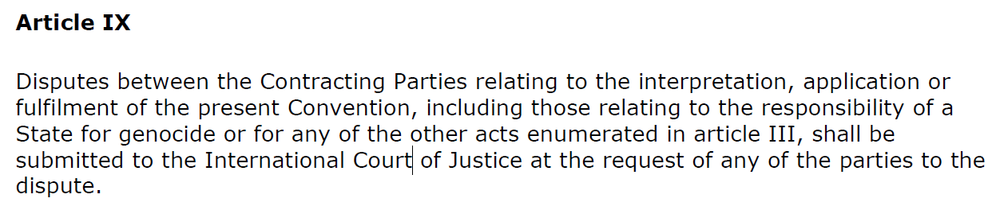 Article IX
Disputes between the Contracting Parties relating to the interpretation, application or
fulfilment of the present Convention, including those relating to the responsibility of a
State for genocide or for any of the other acts enumerated in article III, shall be
submitted to the International Court of Justice at the request of any of the parties to the
dispute.